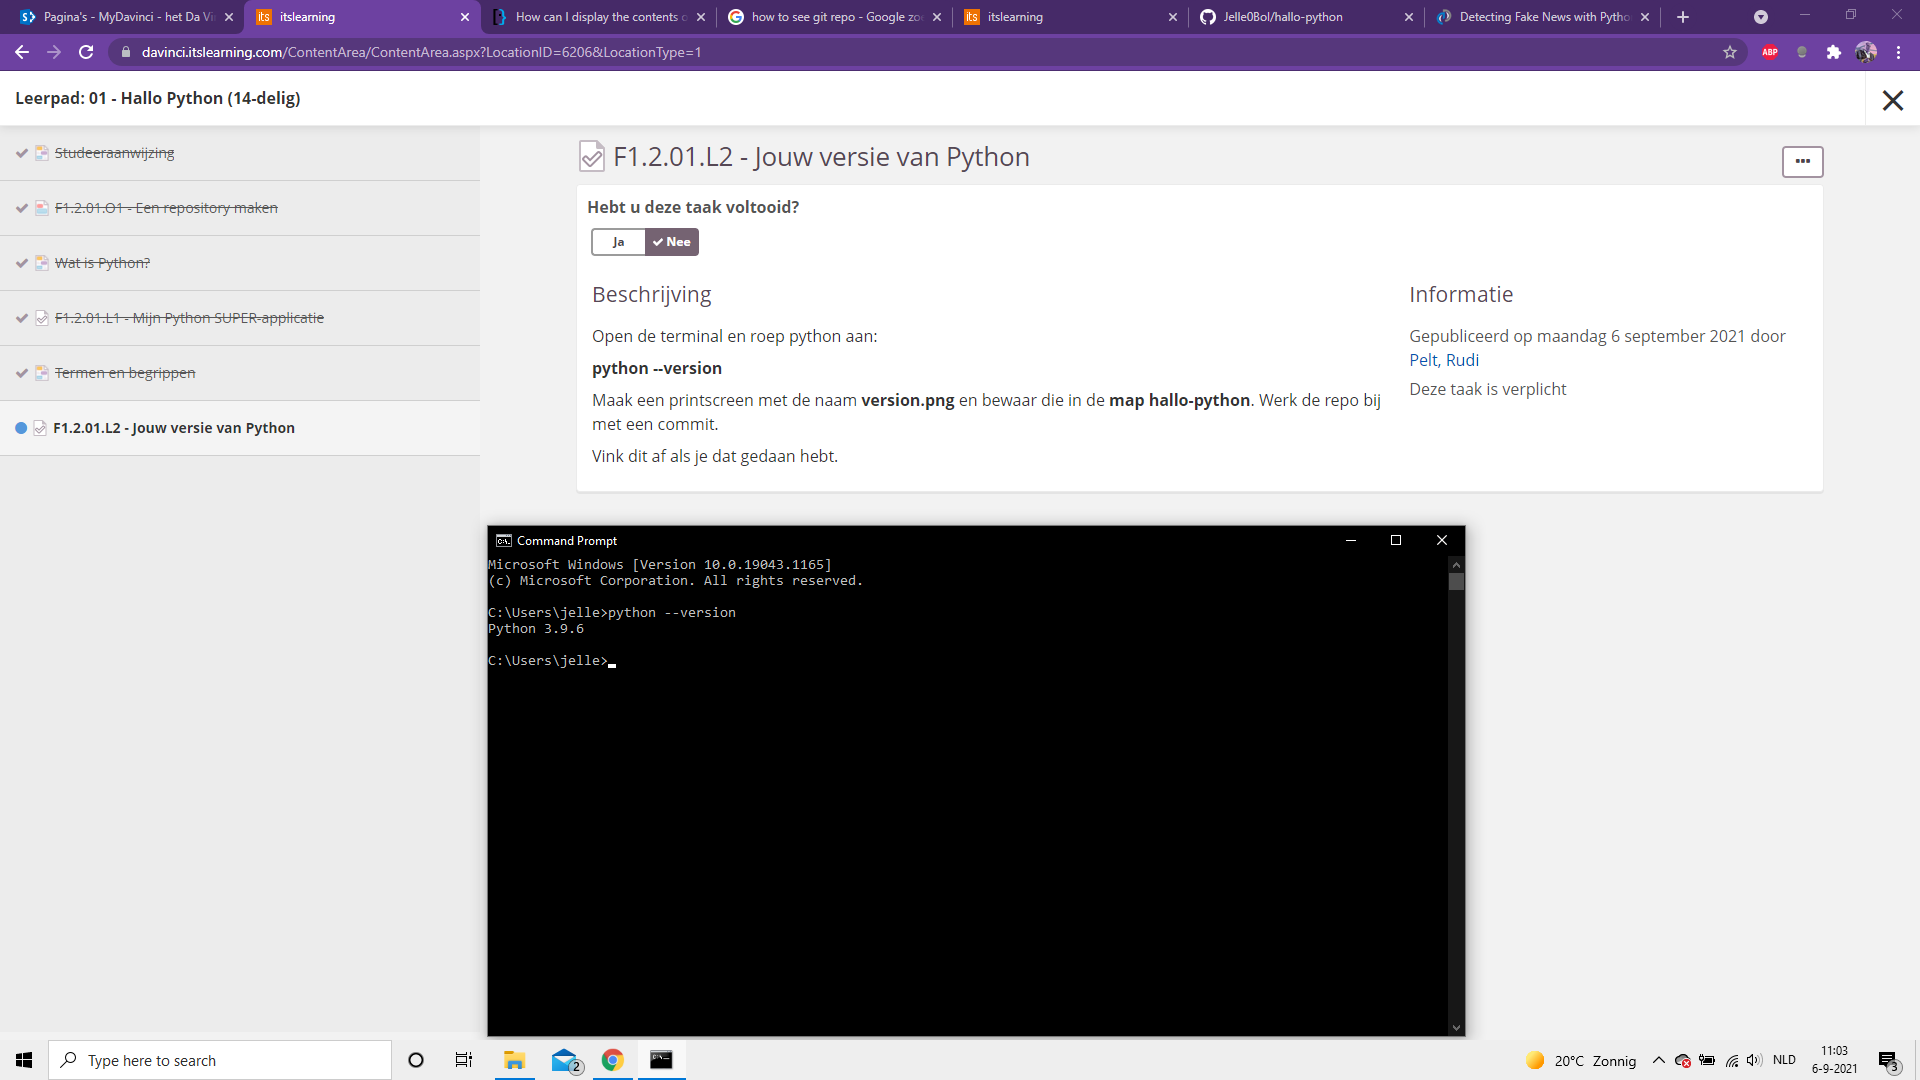 Pagina's - MyDavinci - het Da Vi
itslearning
How can I display the contents o
how to see git repo - Google zo
itslearning
Jelle0Bol/hallo-python
Detecting Fake News with Pytho
davinci.itslearning.com/ContentArea/ContentArea.aspx?LocationID=6206&LocationType=1
ABP
Leerpad: 01 - Hallo Python (14-delig)
Studeeraanwijzing
F1.2.01.O1 - Een repository maken
Wat is Python?
F1.2.01.L1 - Mijn Python SUPER-applicatie
Termen en begrippen
F1.2.01.L2 - Jouw versie van Python
F1.2.01.L2 - Jouw versie van Python
Hebt u deze taak voltooid?
Ja
Nee
Beschrijving
Open de terminal en roep python aan:
python --version
Maak een printscreen met de naam version.png en bewaar die in de map hallo-python. Werk de repo bij
met een commit.
Vink dit af als je dat gedaan hebt.
Informatie
Gepubliceerd op maandag 6 september 2021 door
Pelt, Rudi
Deze taak is verplicht
Command Prompt
Microsoft Windows [Version 10.0.19043.1165]
(c) Microsoft Corporation. All rights reserved.
C:\Users\jelle>python --version
Python 3.9.6
C:\Users\jelle>
Type here to search
2
20°C Zonnig
NLD
11:03
6-9-2021
3